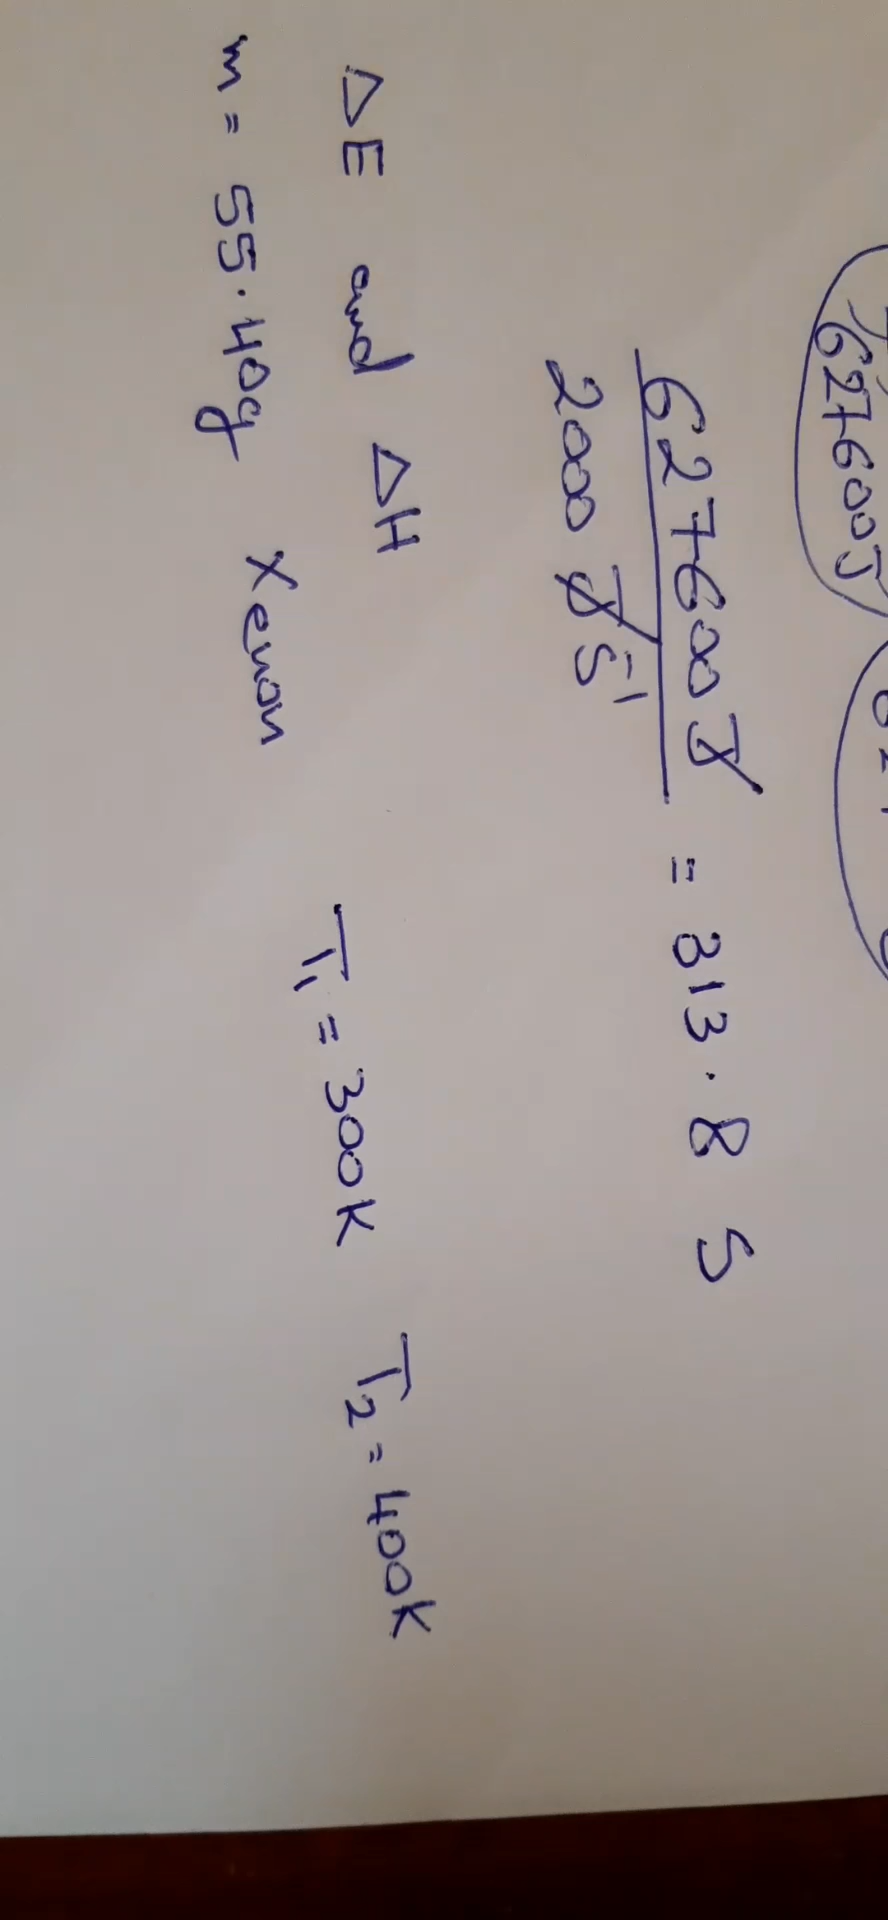 627600J
627600 J
2000 J S⁻¹ = 313.8 S
ΔE and ΔH
m = 55.40g Xenon T₁ = 300K T₂ = 400K